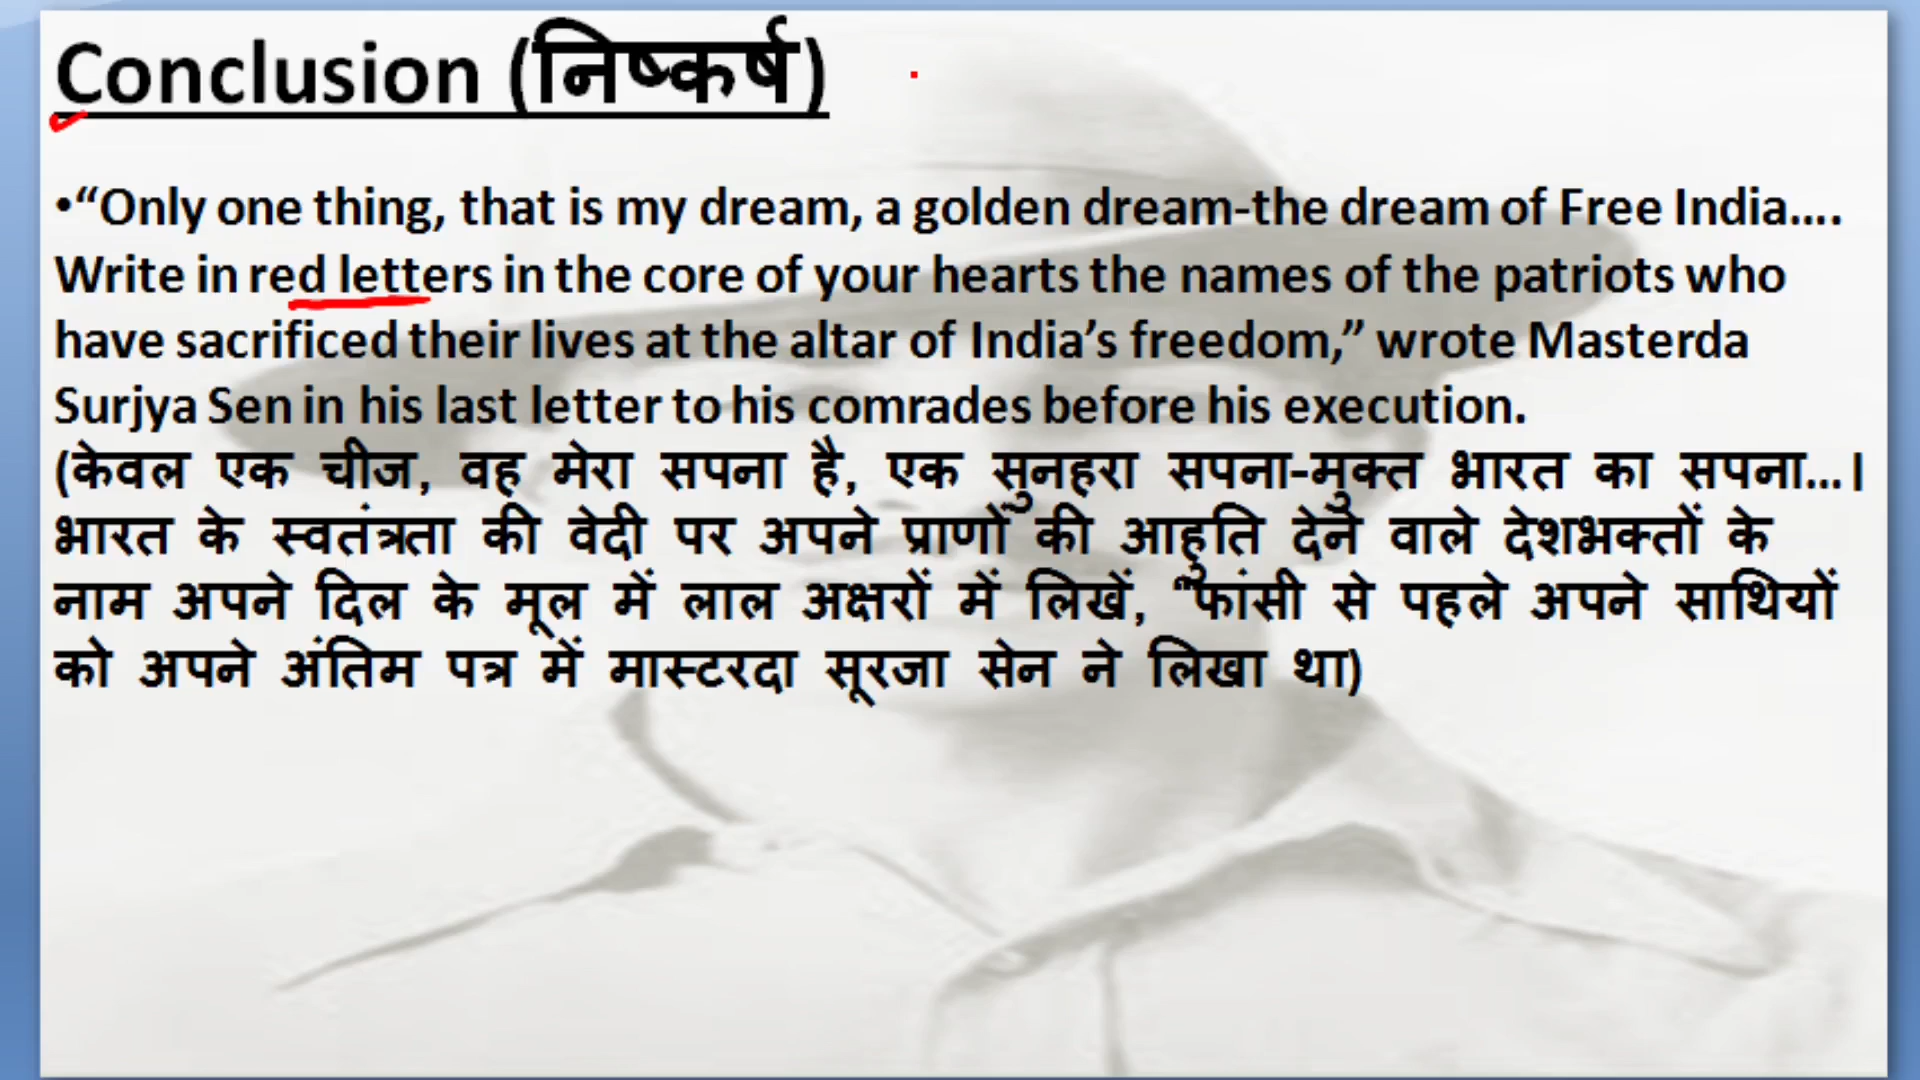 Conclusion (निष्कर्ष)
•“Only one thing, that is my dream, a golden dream-the dream of Free India....
Write in red letters in the core of your hearts the names of the patriots who
have sacrificed their lives at the altar of India’s freedom,” wrote Masterda
Surjya Sen in his last letter to his comrades before his execution.
(केवल एक चीज, वह मेरा सपना है, एक सुनहरा सपना-मुक्त भारत का सपना...।
भारत के स्वतंत्रता की वेदी पर अपने प्राणों की आहुति देने वाले देशभक्तों के
नाम अपने दिल के मूल में लाल अक्षरों में लिखें, "फांसी से पहले अपने साथियों
को अपने अंतिम पत्र में मास्टरदा सूरजा सेन ने लिखा था)